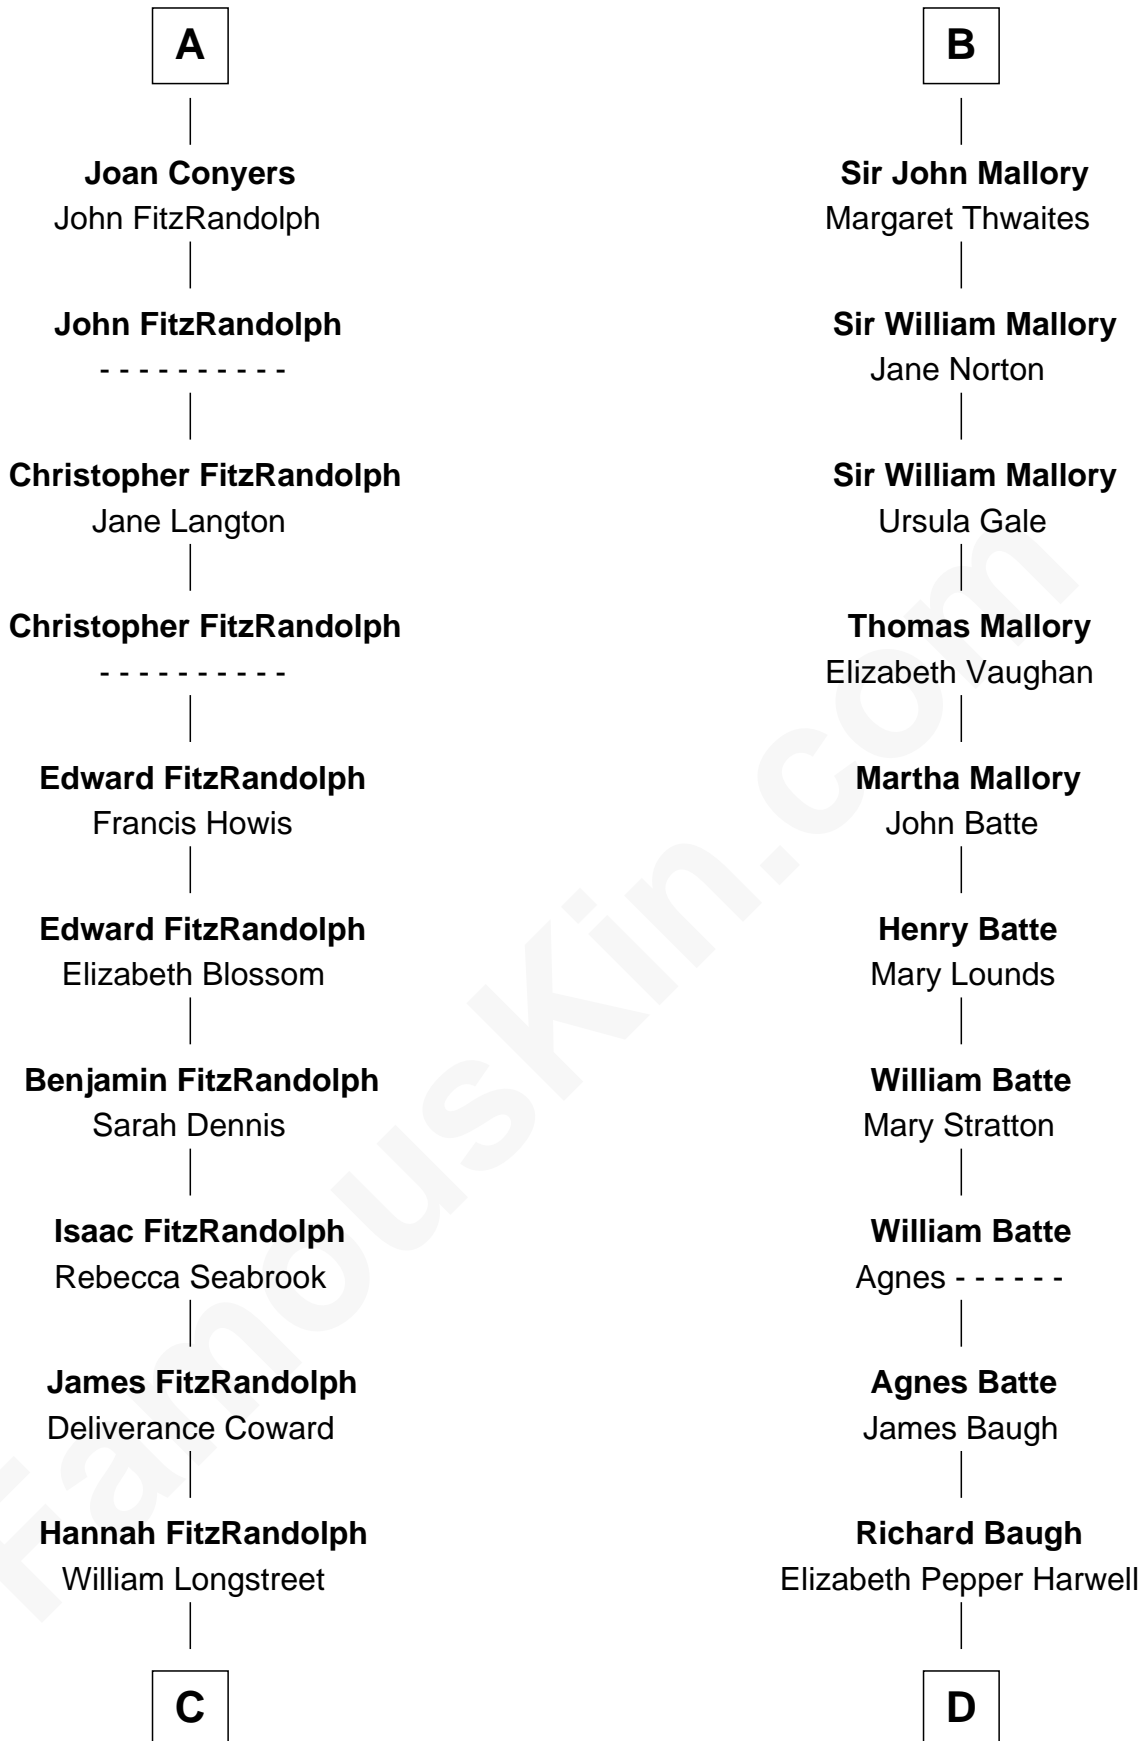 A
Joan Conyers
John FitzRandolph
John FitzRandolph
- - - - - - - - - -
Christopher FitzRandolph
Jane Langton
Christopher FitzRandolph
- - - - - - - - - -
Edward FitzRandolph
Francis Howis
Edward FitzRandolph
Elizabeth Blossom
Benjamin FitzRandolph
Sarah Dennis
Isaac FitzRandolph
Rebecca Seabrook
James FitzRandolph
Deliverance Coward
Hannah FitzRandolph
William Longstreet
C
B
Sir John Mallory
Margaret Thwaites
Sir William Mallory
Jane Norton
Sir William Mallory
Ursula Gale
Thomas Mallory
Elizabeth Vaughan
Martha Mallory
John Batte
Henry Batte
Mary Lounds
William Batte
Mary Stratton
William Batte
Agnes - - - - - -
Agnes Batte
James Baugh
Richard Baugh
Elizabeth Pepper Harwell
D
FamousKin.com